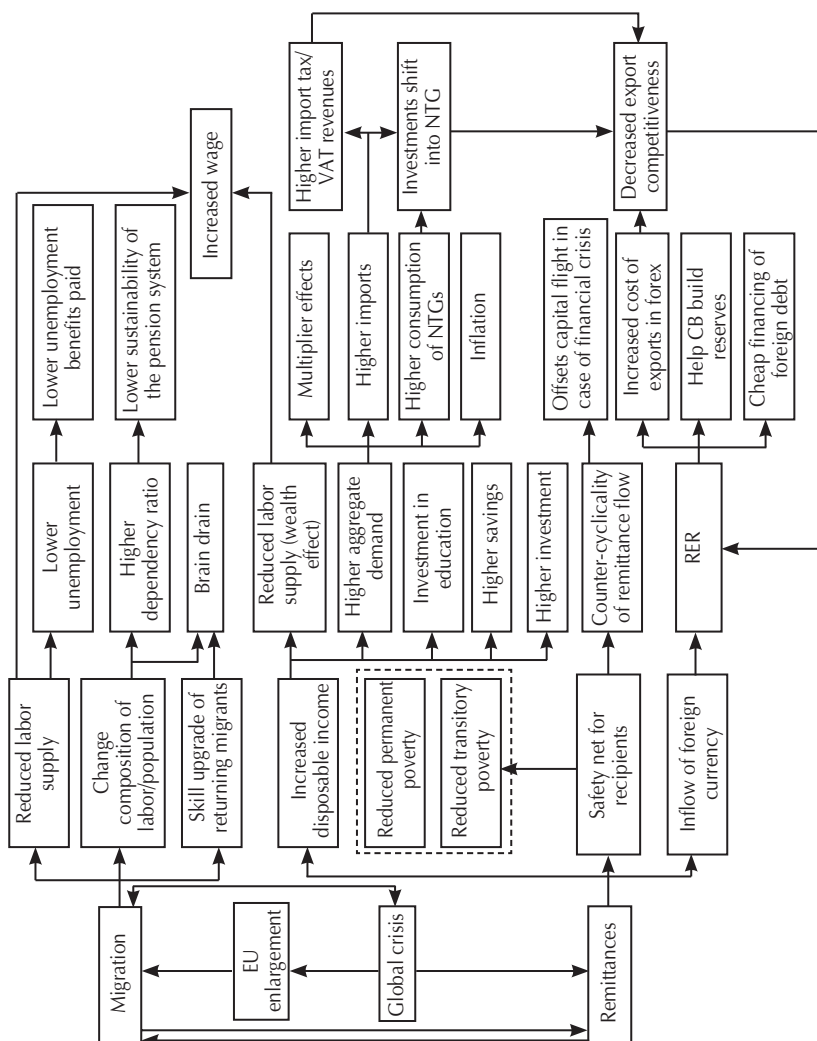 Migration
EU
enlargement
Global crisis
Remittances
Reduced labor
supply
Change
composition of
labor/population
Skill upgrade of
returning migrants
Increased
disposable income
Reduced permanent
poverty
Reduced transitory
poverty
Safety net for
recipients
Inflow of foreign
currency
Lower
unemployment
Higher
dependency ratio
Brain drain
Reduced labor
supply (wealth
effect)
Higher aggregate
demand
Investment in
education
Higher savings
Higher investment
Counter-cyclicality
of remittance flow
RER
Lower unemployment
benefits paid
Lower sustainability of
the pension system
Multiplier effects
Higher imports
Higher consumption
of NTGs
Inflation
Offsets capital flight in
case of financial crisis
Increased cost of
exports in forex
Help CB build
reserves
Cheap financing of
foreign debt
Increased wage
Higher import tax/
VAT revenues
Investments shift
into NTG
Decreased export
competitiveness